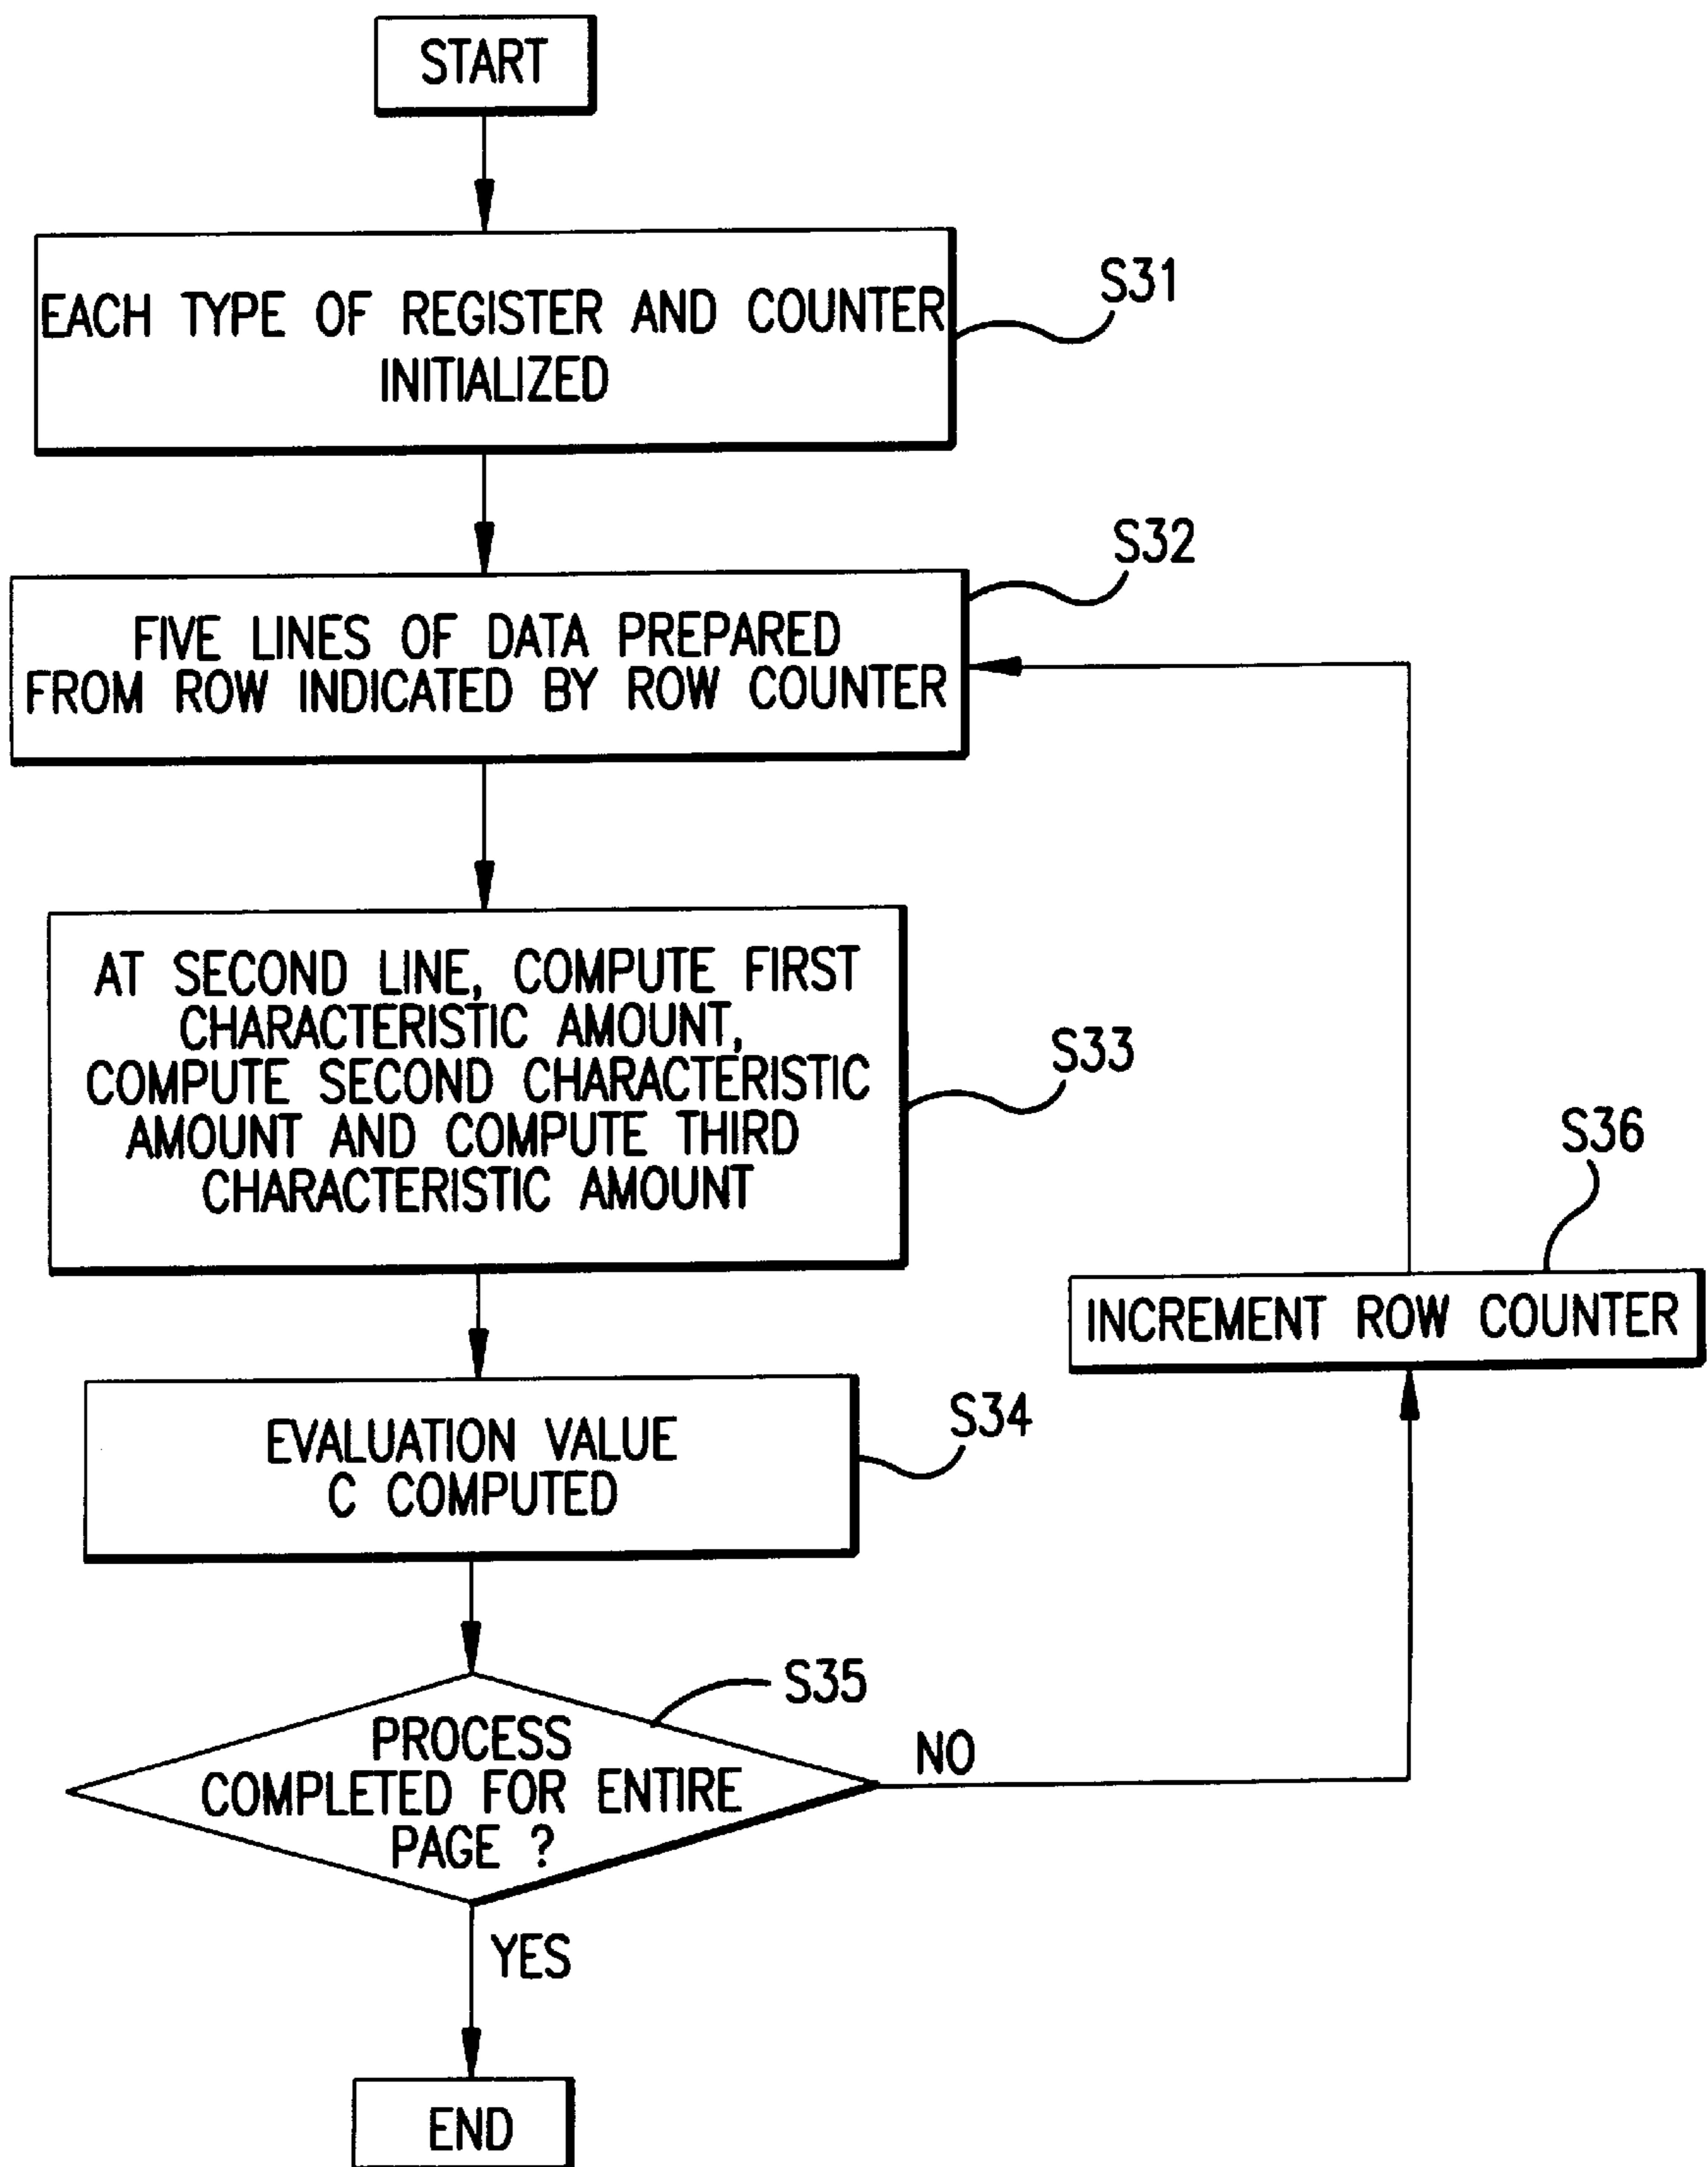 START
EACH TYPE OF REGISTER AND COUNTER
INITIALIZED
S31
FIVE LINES OF DATA PREPARED
FROM ROW INDICATED BY ROW COUNTER
S32
AT SECOND LINE, COMPUTE FIRST
CHARACTERISTIC AMOUNT,
COMPUTE SECOND CHARACTERISTIC
AMOUNT AND COMPUTE THIRD
CHARACTERISTIC AMOUNT
S33
EVALUATION VALUE
C COMPUTED
S34
PROCESS
COMPLETED FOR ENTIRE
PAGE ?
S35
NO
INCREMENT ROW COUNTER
S36
YES
END